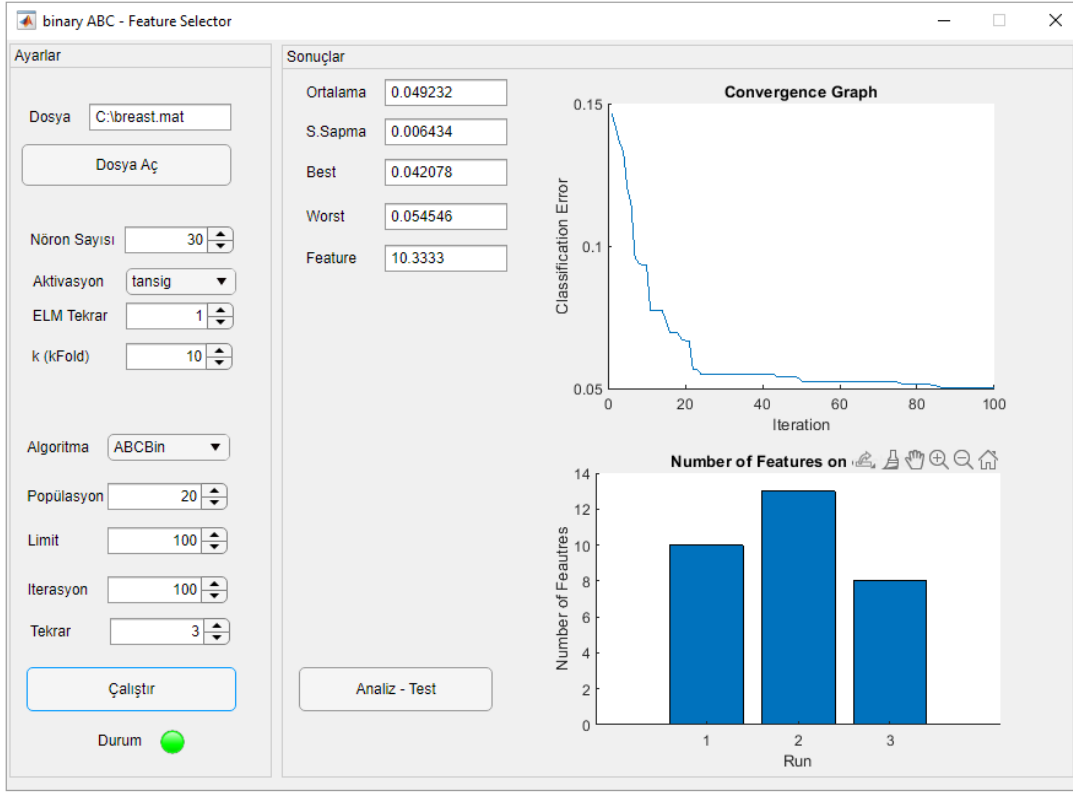 binary ABC - Feature Selector
Ayarlar
Dosya C:\breast.mat
Dosya Aç
Nöron Sayısı 30
Aktivasyon tansig
ELM Tekrar 1
k (kFold) 10
Algoritma ABCBin
Popülasyon 20
Limit 100
Iterasyon 100
Tekrar 3
Çalıştır
Durum
Sonuçlar
Ortalama 0.049232
S.Sapma 0.006434
Best 0.042078
Worst 0.054546
Feature 10.3333
Analiz - Test
Convergence Graph
Classification Error
0.15
0.1
0.05
0 20 40 60 80 100
Iteration
Number of Features on
Number of Feautres
14
12
10
8
6
4
2
0
1 2 3
Run